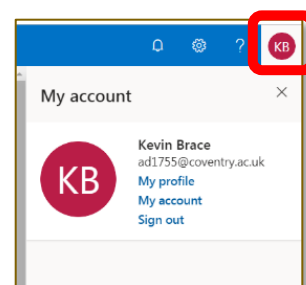 ? KB
My account ×
KB
Kevin Brace
ad1755@coventry.ac.uk
My profile
My account
Sign out